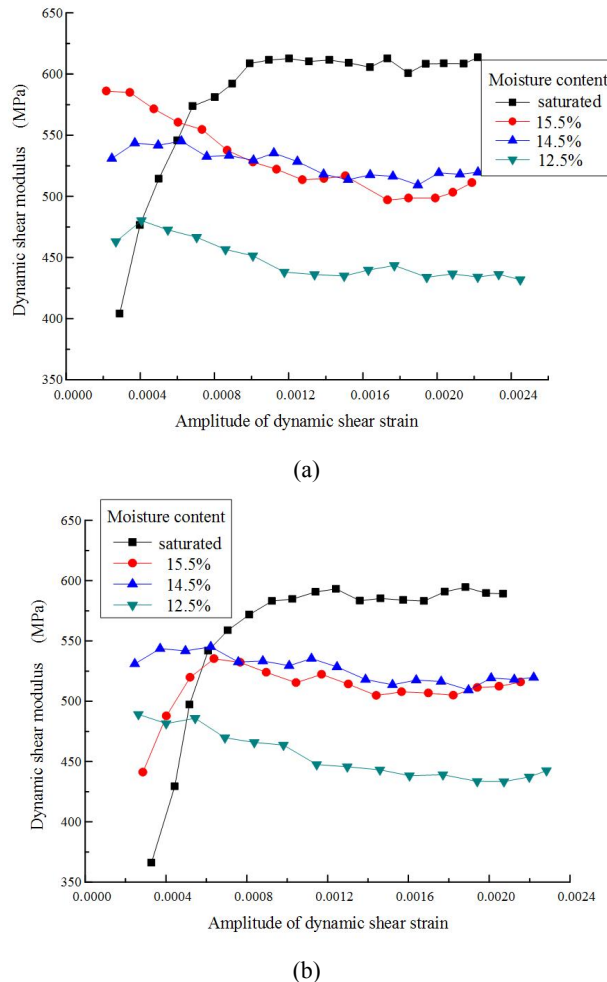 650
600
550
500
450
400
350
Dynamic shear modulus (MPa)
Moisture content
saturated
15.5%
14.5%
12.5%
0.0000 0.0004 0.0008 0.0012 0.0016 0.0020 0.0024
Amplitude of dynamic shear strain
(a)
650
600
550
500
450
400
350
Dynamic shear modulus (MPa)
Moisture content
saturated
15.5%
14.5%
12.5%
0.0000 0.0004 0.0008 0.0012 0.0016 0.0020 0.0024
Amplitude of dynamic shear strain
(b)